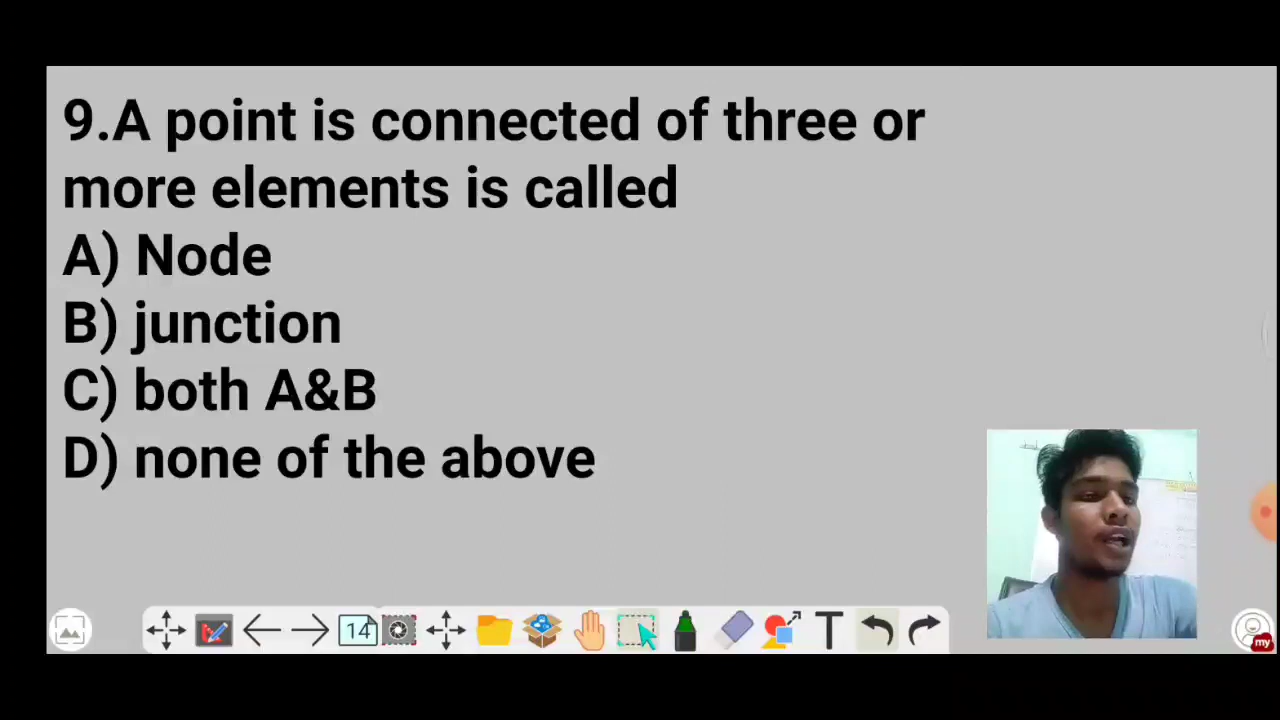 9.A point is connected of three or
more elements is called
A) Node
B) junction
C) both A&B
D) none of the above
14
T
my